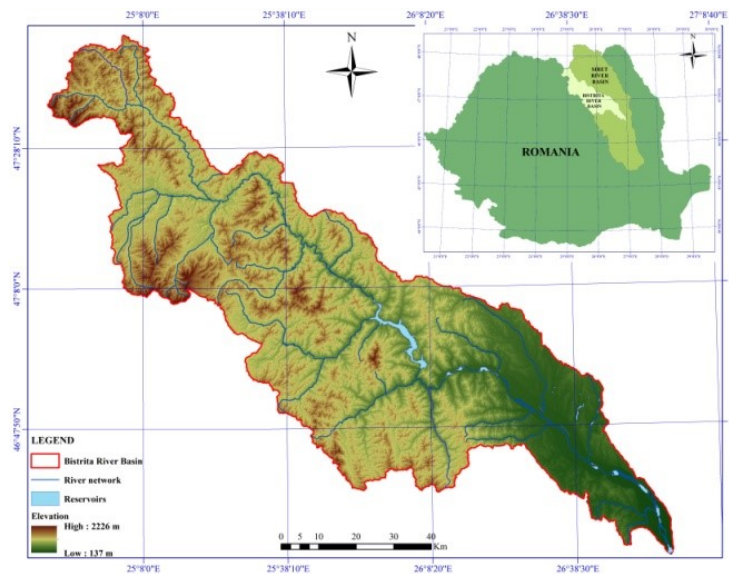 25°8'0"E
25°38'10"E
26°8'20"E
26°38'30"E
27°8'40"E
N
N
SIRET
RIVER
BASIN
BISTRITA
RIVER
BASIN
ROMANIA
47°28'10"N
47°8'0"N
46°47'50"N
LEGEND
Bistrita River Basin
River network
Reservoirs
Elevation
High : 2226 m
Low : 137 m
0 5 10 20 30 40
Km
25°8'0"E
25°38'10"E
26°8'20"E
26°38'30"E